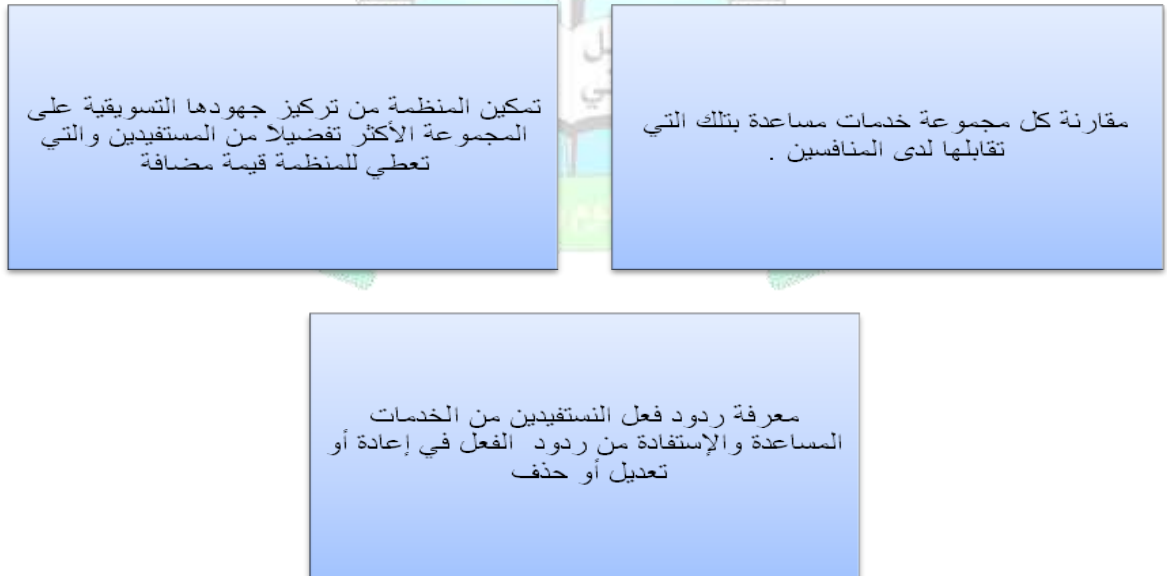 مقارنة كل مجموعة خدمات مساعدة بتلك التي
تقابلها لدى المنافسين .
تمكين المنظمة من تركيز جهودها التسويقية على
المجموعة الأكثر تفضيلا من المستفيدين والتي
تعطي للمنظمة قيمة مضافة
معرفة ردود فعل النستفيدين من الخدمات
المساعدة والإستفادة من ردود الفعل في إعادة أو
تعديل أو حذف